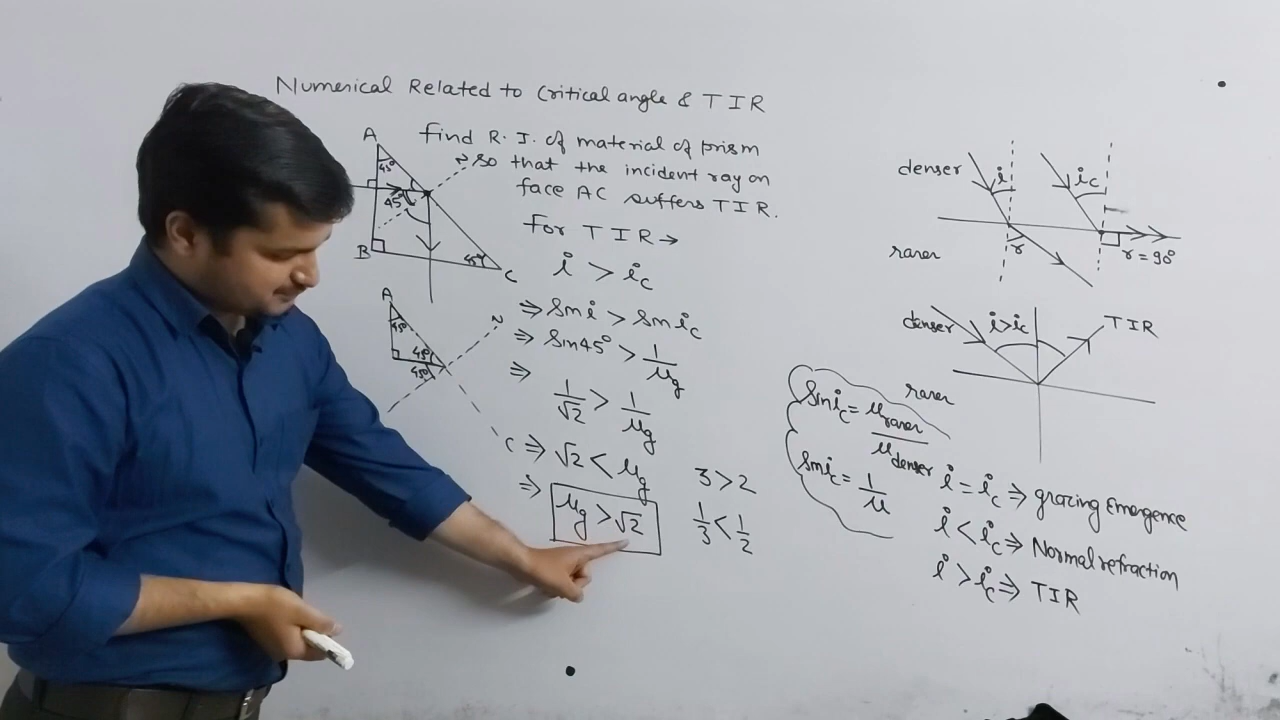 Numerical Related to Critical angle & TIR
find R.I. of material of prism
so that the incident ray on
face AC suffers TIR.
A
45°
45°
B
45°
C
N
for TIR →
i > ic
⇒ Sin i > Sin ic
⇒ Sin 45° > 1/μg
⇒ 1/√2 > 1/μg
⇒ √2 < μg
⇒ μg > √2
A
45°
45°
45°
N
C
3 > 2
1/3 < 1/2
denser
i
ic
rarer
r
r = 90°
denser
i > ic
TIR
rarer
Sin ic = μrarer/μdenser
Sin ic = 1/μ
i = ic ⇒ grazing Emergence
i < ic ⇒ Normal refraction
i > ic ⇒ TIR